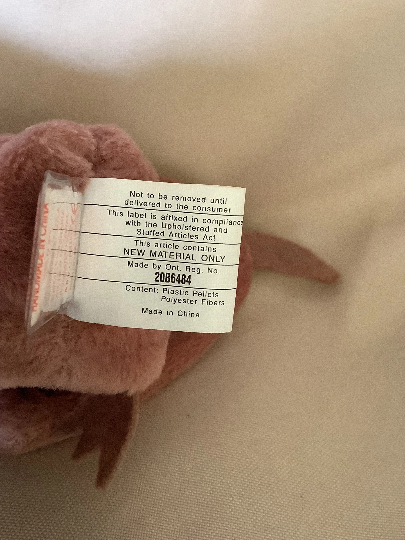 Not to be removed until
delivered to the consumer
This label is affixed in compliance
with the Upholstered and
Stuffed Articles Act
This article contains
NEW MATERIAL ONLY
Made by Ont. Reg. No
2086484
Content: Plastic Pellets
Polyester Fibers
Made in China